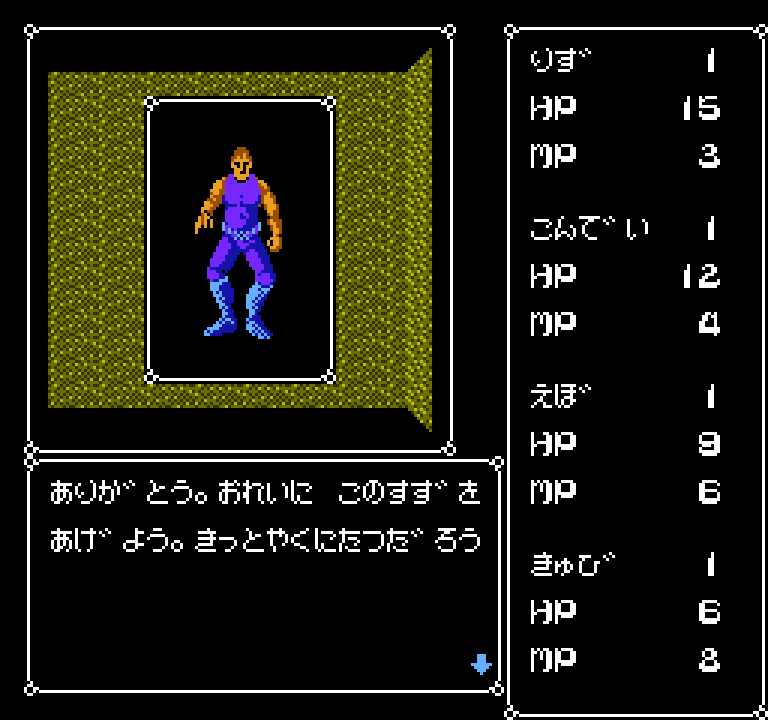 ありがとう。おれいに このすずを
あげよう。きっとやくにたつだろう
りず 1
HP 15
MP 3
こんでい 1
HP 12
MP 4
えぼ 1
HP 9
MP 6
きゅび 1
HP 6
MP 8